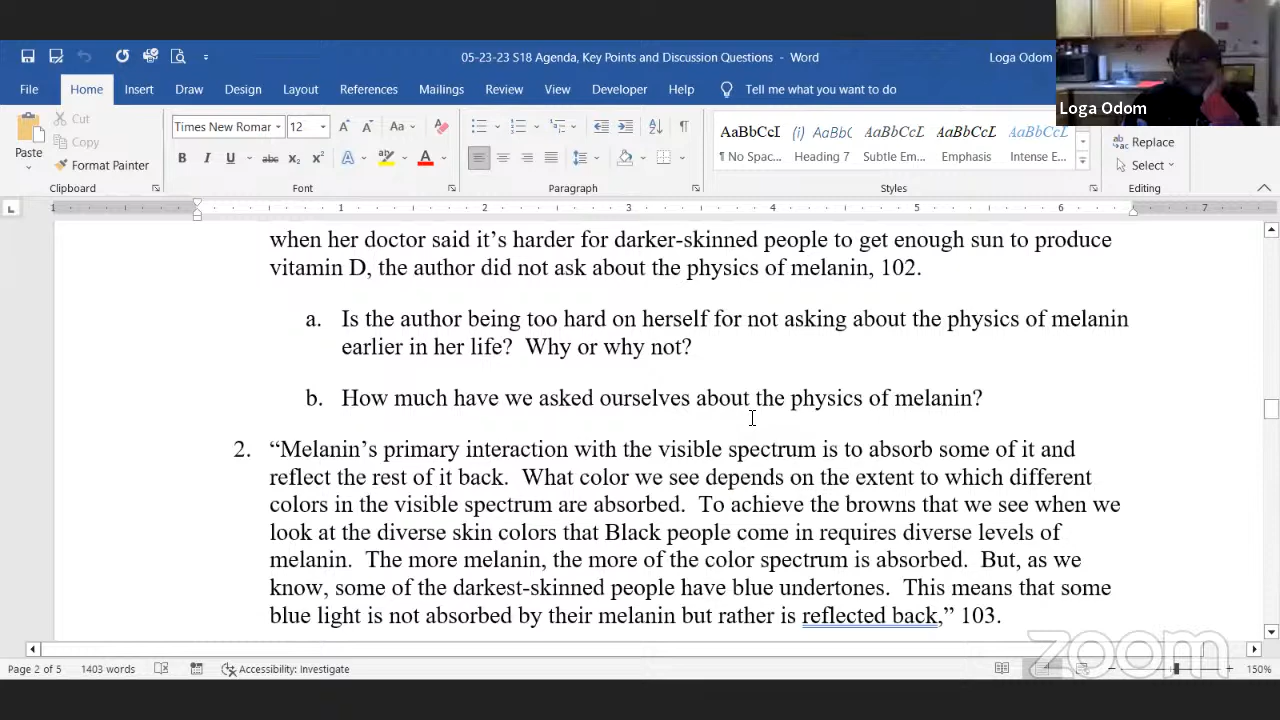 05-23-23 S18 Agenda, Key Points and Discussion Questions - Word
Loga Odom
Loga Odom
File Home Insert Draw Design Layout References Mailings Review View Developer Help Tell me what you want to do
Paste
Cut
Copy
Format Painter
Clipboard
Times New Romar 12
Font
Paragraph
AaBbCcI (i) AaBbC AaBbCcL AaBbCcL AaBbCcL
¶ No Spac... Heading 7 Subtle Em... Emphasis Intense E...
Styles
Replace
Select
Editing
1 1 2 3 4 5 6 7
when her doctor said it’s harder for darker-skinned people to get enough sun to produce
vitamin D, the author did not ask about the physics of melanin, 102.
a. Is the author being too hard on herself for not asking about the physics of melanin
earlier in her life? Why or why not?
b. How much have we asked ourselves about the physics of melanin?
2. “Melanin’s primary interaction with the visible spectrum is to absorb some of it and
reflect the rest of it back. What color we see depends on the extent to which different
colors in the visible spectrum are absorbed. To achieve the browns that we see when we
look at the diverse skin colors that Black people come in requires diverse levels of
melanin. The more melanin, the more of the color spectrum is absorbed. But, as we
know, some of the darkest-skinned people have blue undertones. This means that some
blue light is not absorbed by their melanin but rather is reflected back,” 103.
Page 2 of 5 1403 words Accessibility: Investigate 150%
zoom